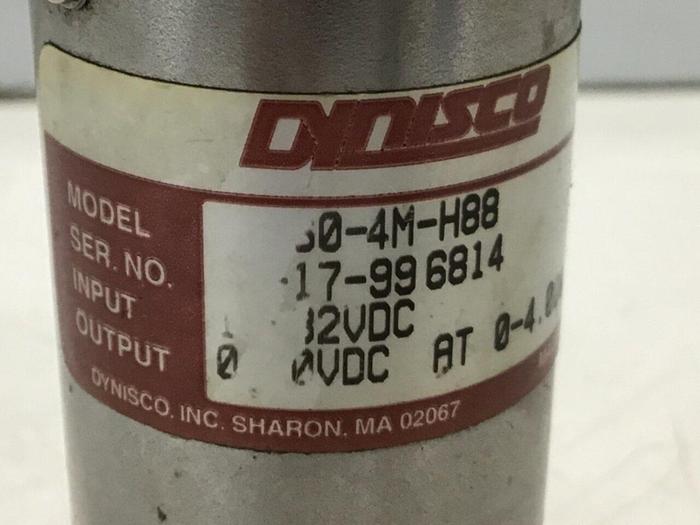 DYNISCO
MODEL 0-4M-H88
SER. NO. 17-99 6814
INPUT 2VDC
OUTPUT 0 0VDC AT 0-4.0
DYNISCO, INC. SHARON, MA 02067